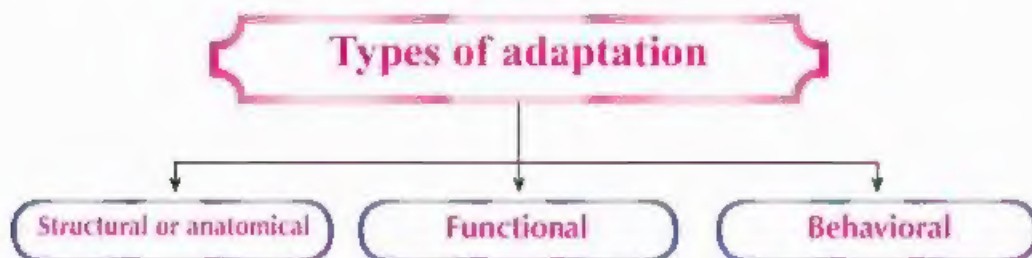 Types of adaptation
Structural or anatomical
Functional
Behavioral